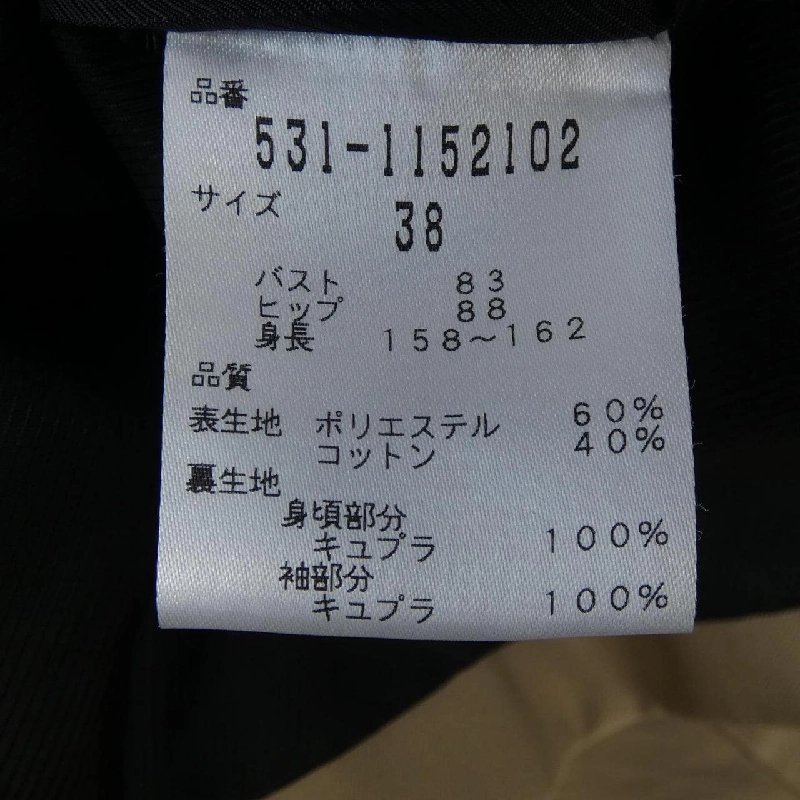 品番
531-1152102
サイズ
38
バスト 83
ヒップ 88
身長 158～162
品質
表生地 ポリエステル 60%
コットン 40%
裏生地
身頃部分
キュプラ 100%
袖部分
キュプラ 100%